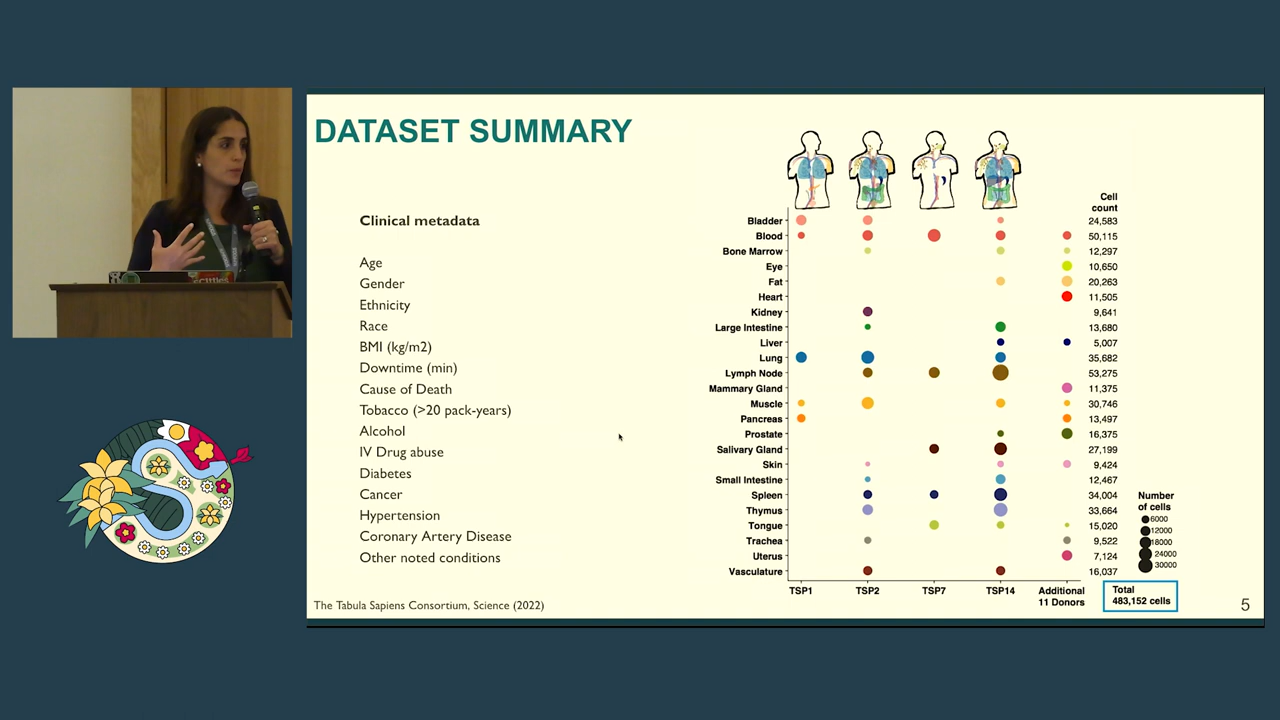 DATASET SUMMARY
Clinical metadata
Age
Gender
Ethnicity
Race
BMI (kg/m2)
Downtime (min)
Cause of Death
Tobacco (>20 pack-years)
Alcohol
IV Drug abuse
Diabetes
Cancer
Hypertension
Coronary Artery Disease
Other noted conditions
The Tabula Sapiens Consortium, Science (2022)
Cell
count
Bladder 24,583
Blood 50,115
Bone Marrow 12,297
Eye 10,650
Fat 20,263
Heart 11,505
Kidney 9,641
Large Intestine 13,680
Liver 5,007
Lung 35,682
Lymph Node 53,275
Mammary Gland 11,375
Muscle 30,746
Pancreas 13,497
Prostate 16,375
Salivary Gland 27,199
Skin 9,424
Small Intestine 12,467
Spleen 34,004
Thymus 33,664
Tongue 15,020
Trachea 9,522
Uterus 7,124
Vasculature 16,037
TSP1 TSP2 TSP7 TSP14 Additional
11 Donors
Number
of cells
6000
12000
18000
24000
30000
Total
483,152 cells
5